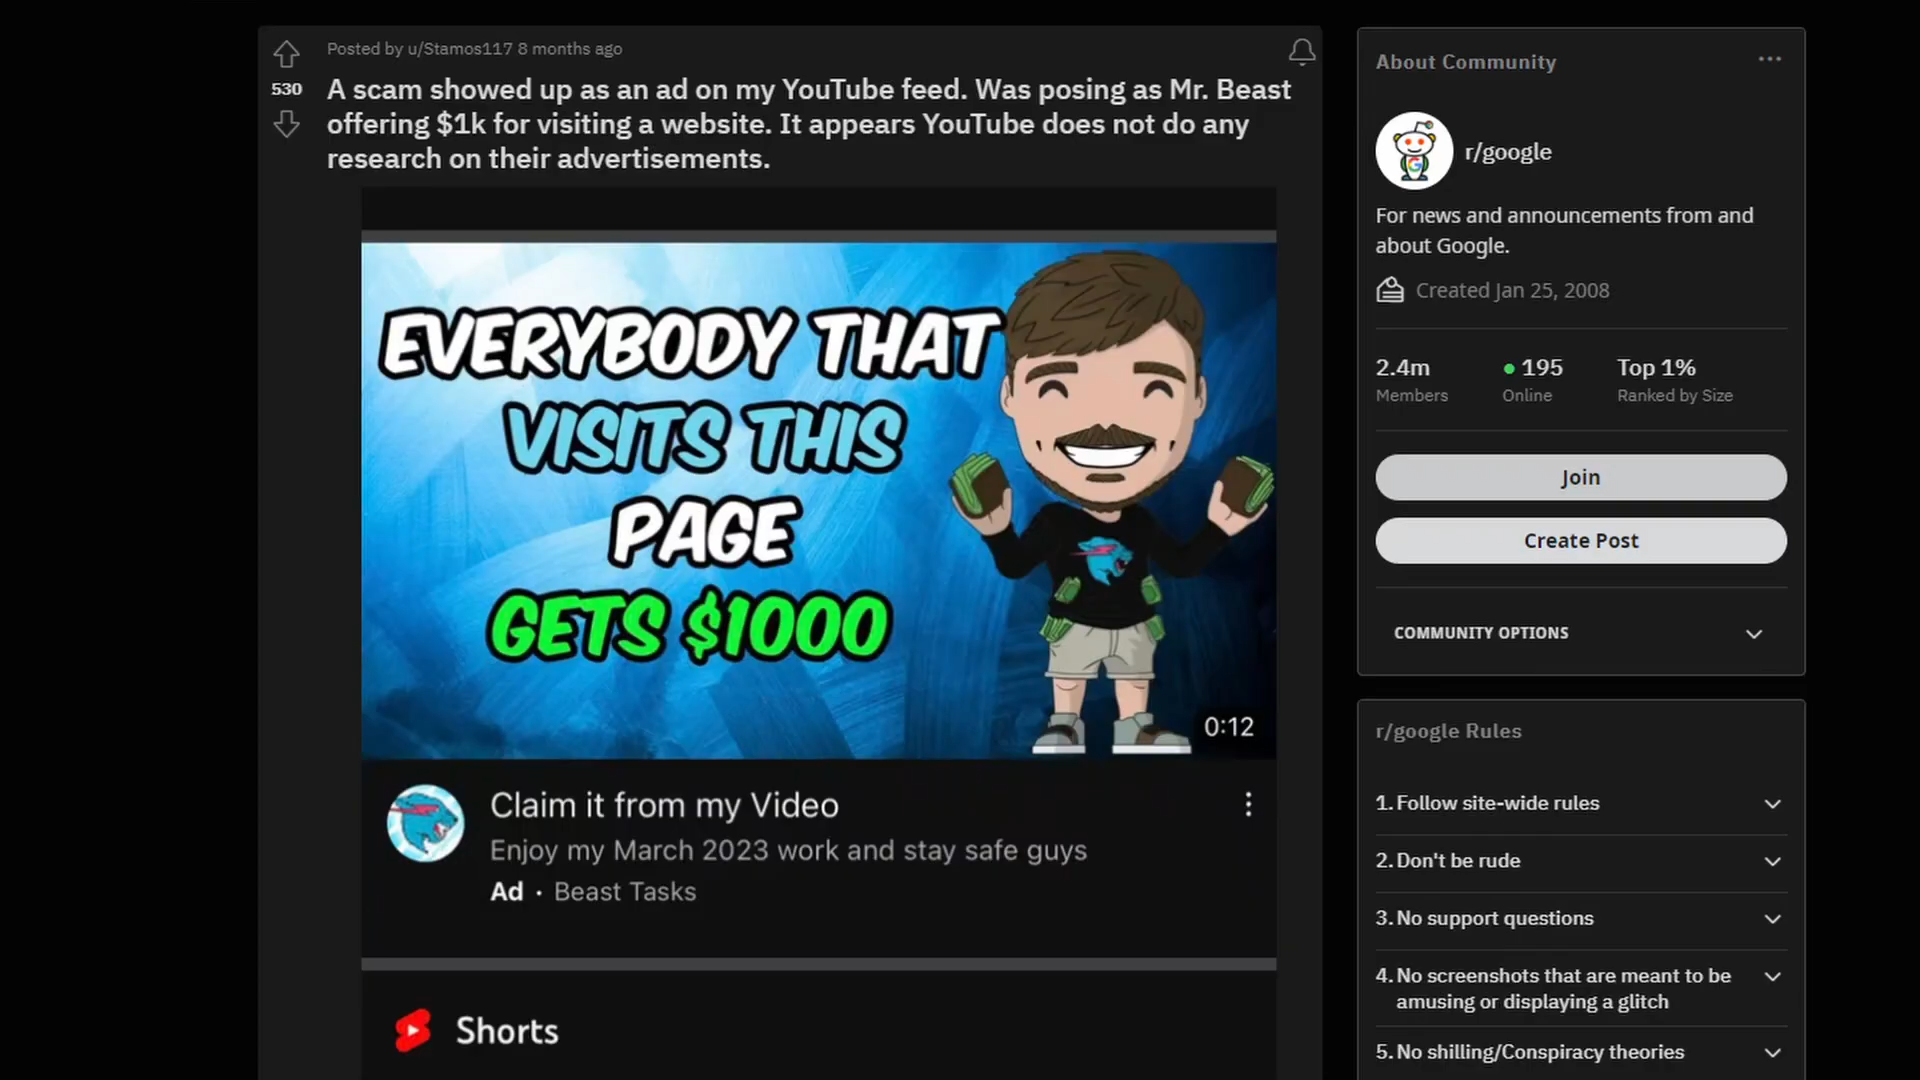 Posted by u/Stamos117 8 months ago
530
A scam showed up as an ad on my YouTube feed. Was posing as Mr. Beast
offering $1k for visiting a website. It appears YouTube does not do any
research on their advertisements.
EVERYBODY THAT
VISITS THIS
PAGE
GETS $1000
0:12
Claim it from my Video
Enjoy my March 2023 work and stay safe guys
Ad · Beast Tasks
Shorts
About Community
r/google
For news and announcements from and
about Google.
Created Jan 25, 2008
2.4m 195 Top 1%
Members Online Ranked by Size
Join
Create Post
COMMUNITY OPTIONS
r/google Rules
1. Follow site-wide rules
2. Don't be rude
3. No support questions
4. No screenshots that are meant to be
amusing or displaying a glitch
5. No shilling/Conspiracy theories